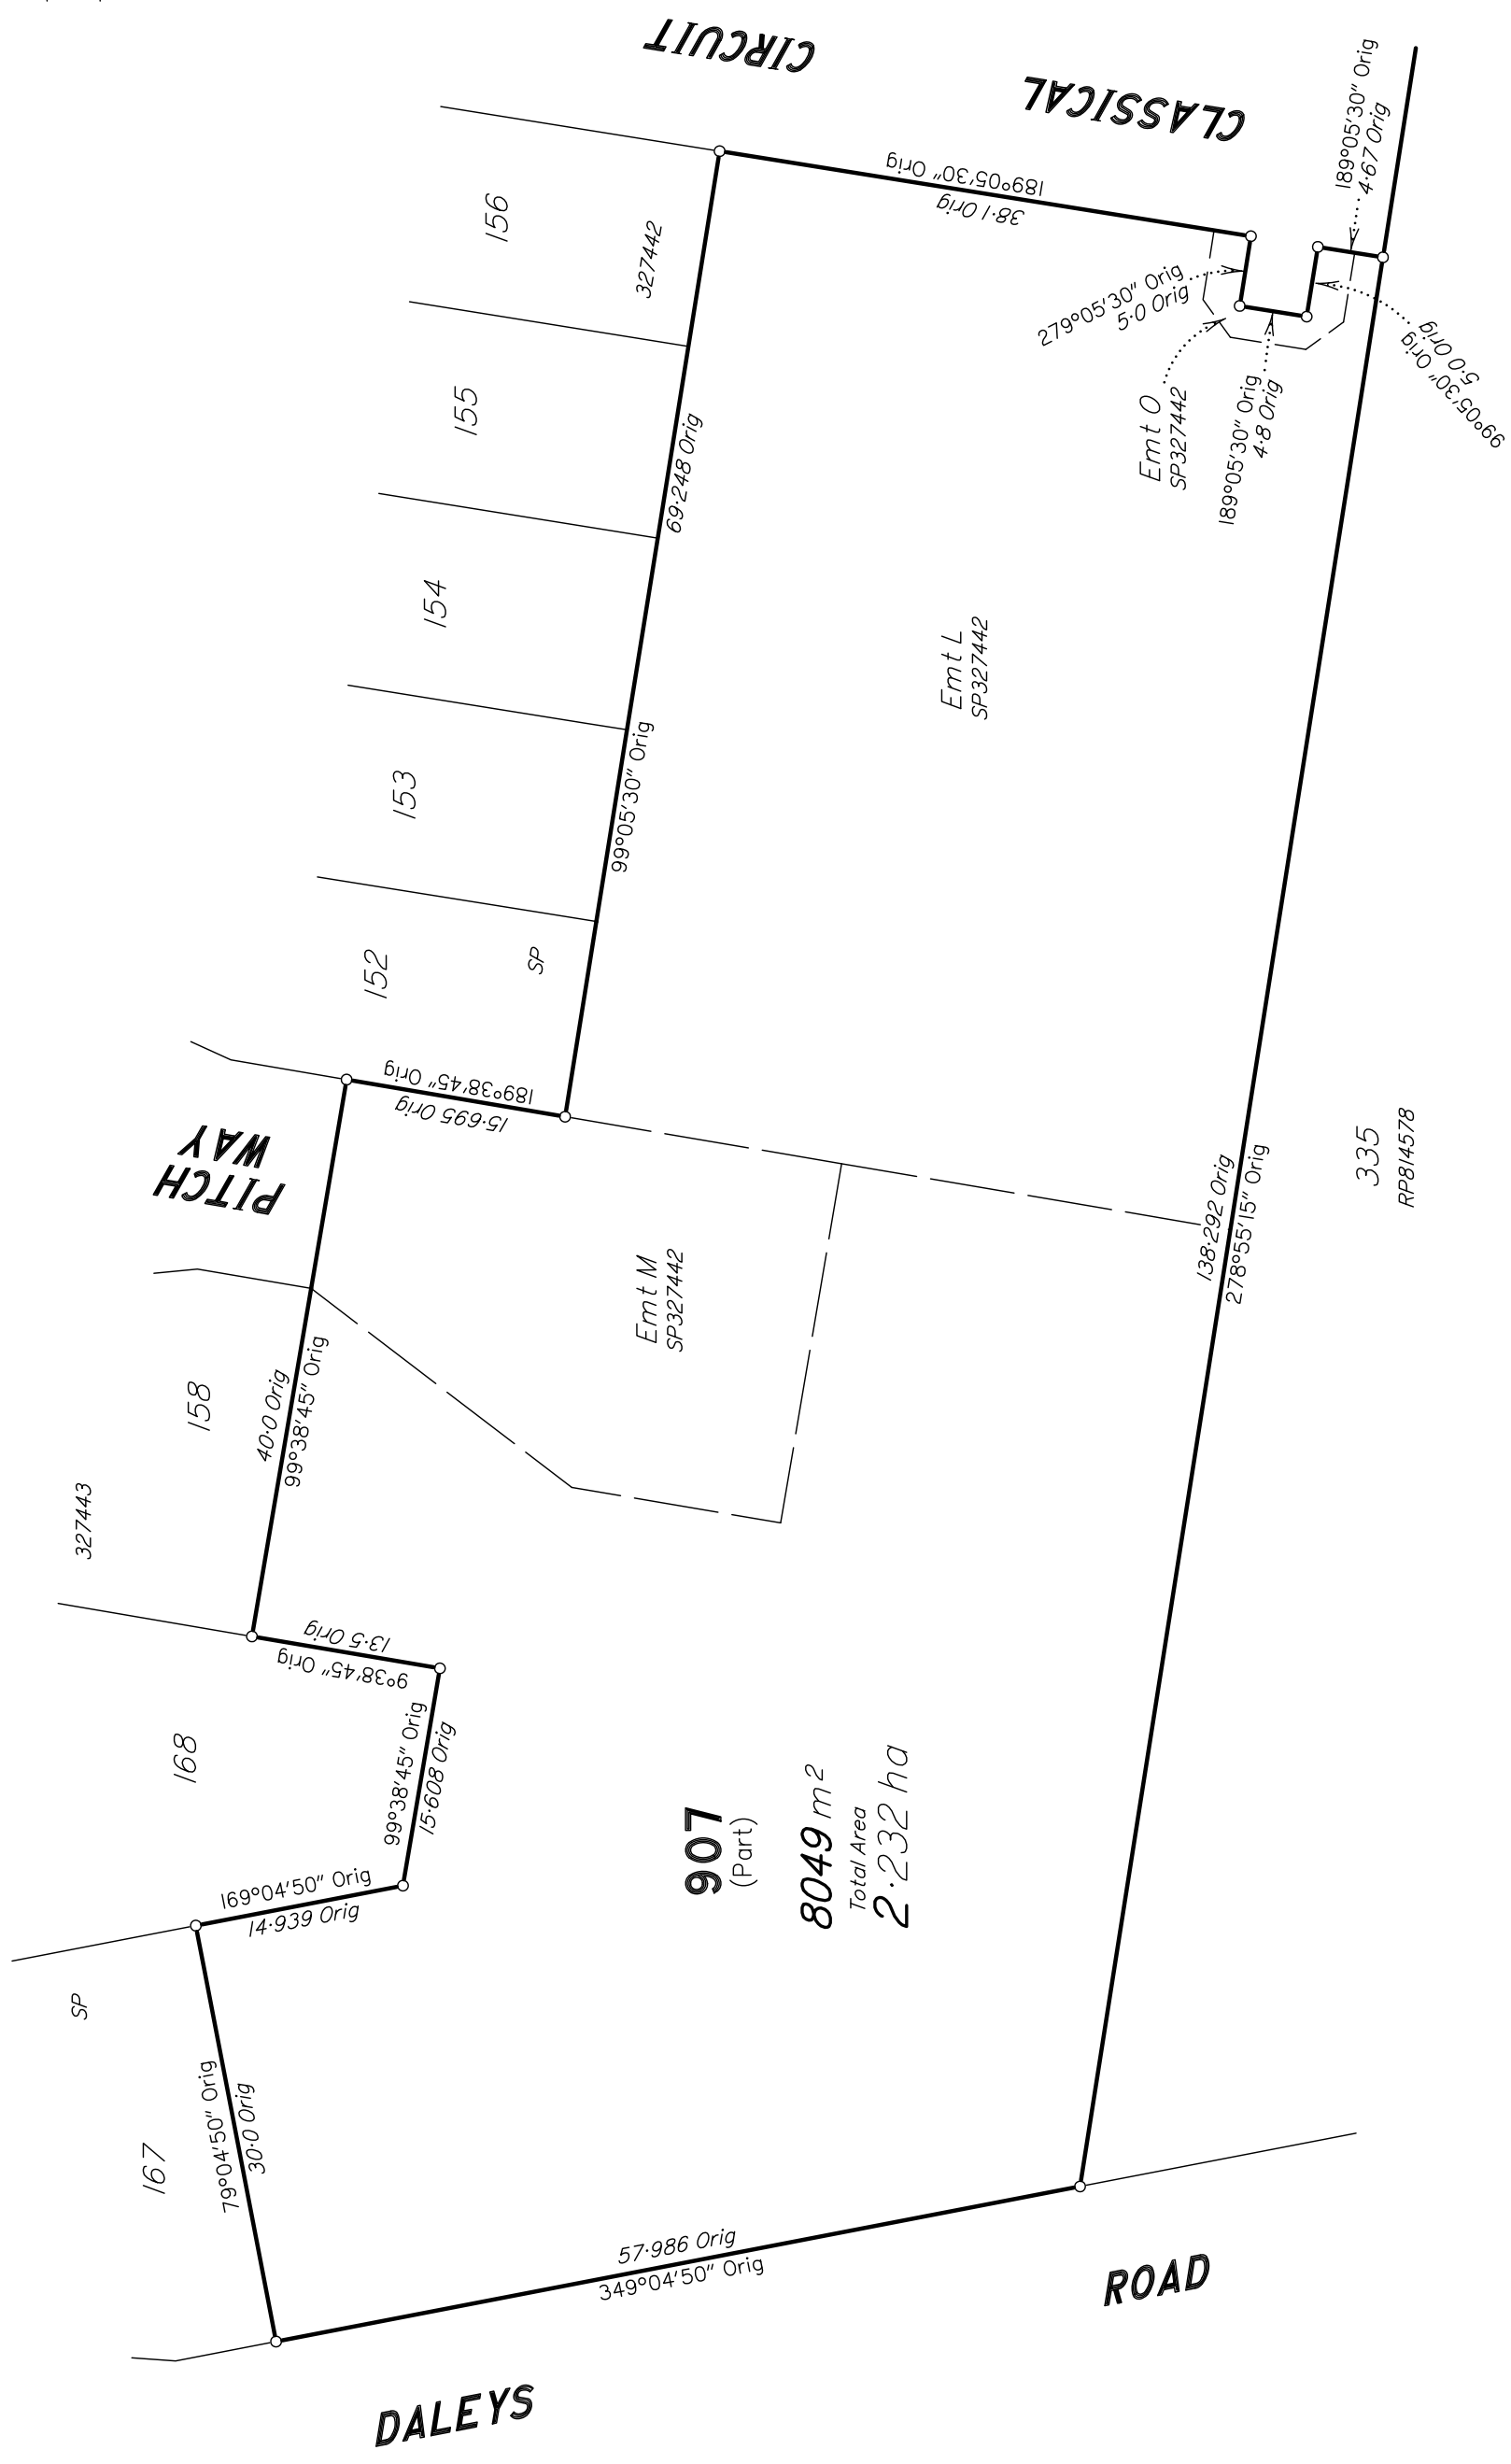 CIRCUIT
CLASSICAL
189°05'30" Orig
4·67 Orig
189°05'30" Orig
38·1 Orig
156
327442
279°05'30" Orig
5·0 Orig
99°05'30" Orig
5·0 Orig
Emt O
SP327442
189°05'30" Orig
4·8 Orig
155
69·248 Orig
154
Emt L
SP327442
153
99°05'30" Orig
152
SP
189°38'45" Orig
15·695 Orig
PITCH
WAY
138·292 Orig
278°55'15" Orig
335
RP814578
Emt M
SP327442
158
40·0 Orig
99°38'45" Orig
327443
13·5 Orig
9°38'45" Orig
168
99°38'45" Orig
15·608 Orig
907
(Part)
8049 m²
Total Area
2·232 ha
169°04'50" Orig
14·939 Orig
SP
167
79°04'50" Orig
30·0 Orig
57·986 Orig
349°04'50" Orig
DALEYS
ROAD